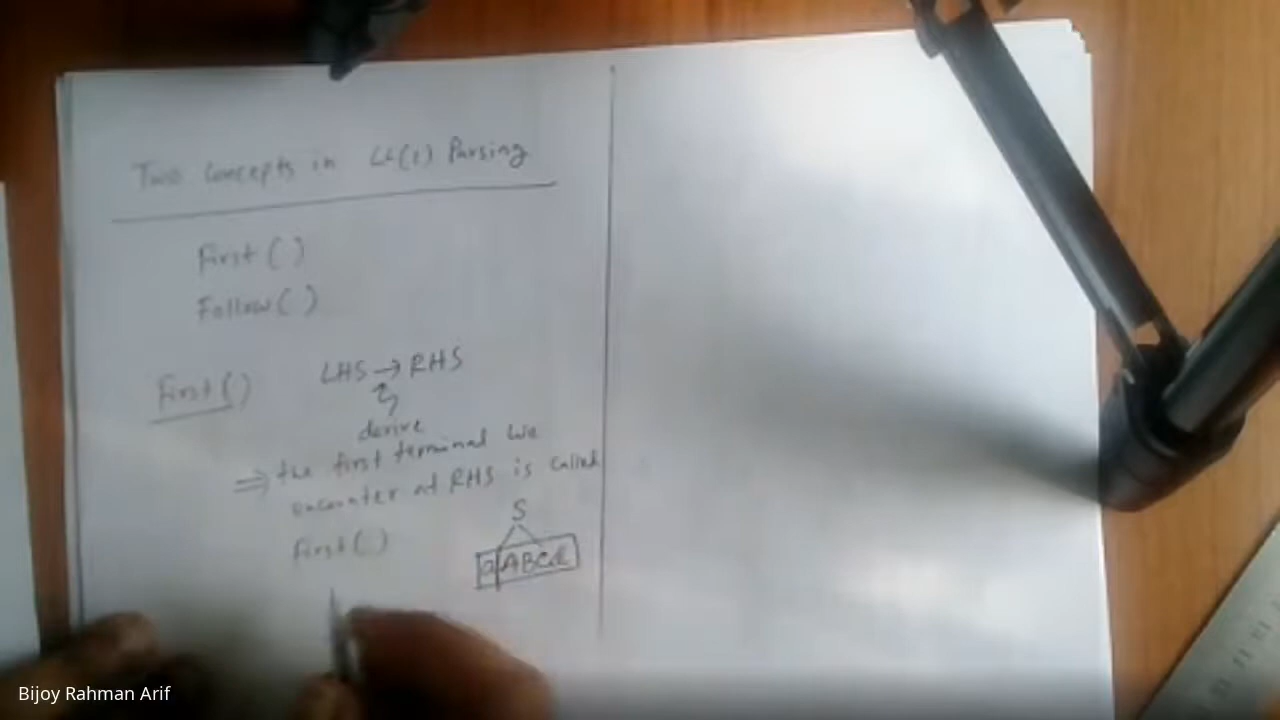 Two Concepts in LL(1) Parsing
First ( )
Follow ( )
First ( )
LHS → RHS
derive
⇒ the first terminal we
encounter at RHS is called
First ( )
S
aABCd
Bijoy Rahman Arif